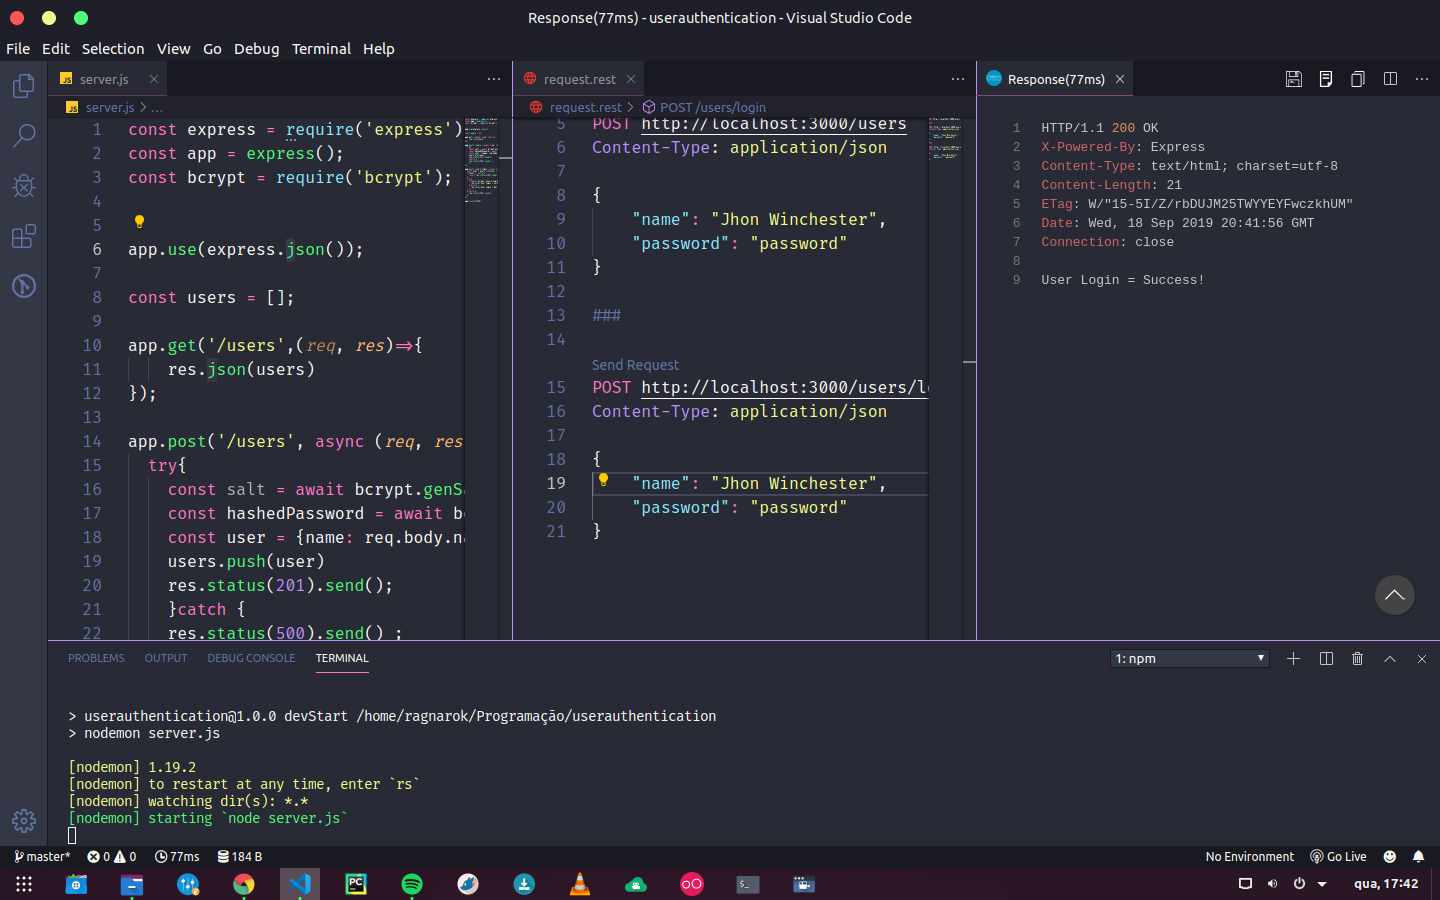 Response(77ms) - userauthentication - Visual Studio Code
File Edit Selection View Go Debug Terminal Help
JS server.js
JS server.js > ...
1 const express = require('express')
2 const app = express();
3 const bcrypt = require('bcrypt');
4
5
6 app.use(express.json());
7
8 const users = [];
9
10 app.get('/users',(req, res)=>{
11 res.json(users)
12 });
13
14 app.post('/users', async (req, res
15 try{
16 const salt = await bcrypt.genSa
17 const hashedPassword = await bc
18 const user = {name: req.body.na
19 users.push(user)
20 res.status(201).send();
21 }catch {
22 res.status(500).send() ;
request.rest
request.rest > POST /users/login
5 POST http://localhost:3000/users
6 Content-Type: application/json
7
8 {
9 "name": "Jhon Winchester",
10 "password": "password"
11 }
12
13 ###
14
Send Request
15 POST http://localhost:3000/users/lo
16 Content-Type: application/json
17
18 {
19 "name": "Jhon Winchester",
20 "password": "password"
21 }
Response(77ms)
1 HTTP/1.1 200 OK
2 X-Powered-By: Express
3 Content-Type: text/html; charset=utf-8
4 Content-Length: 21
5 ETag: W/"15-5I/Z/rbDUJM25TWYYEYFwczkhUM"
6 Date: Wed, 18 Sep 2019 20:41:56 GMT
7 Connection: close
8
9 User Login = Success!
PROBLEMS OUTPUT DEBUG CONSOLE TERMINAL
1: npm
> userauthentication@1.0.0 devStart /home/ragnarok/Programação/userauthentication
> nodemon server.js
[nodemon] 1.19.2
[nodemon] to restart at any time, enter `rs`
[nodemon] watching dir(s): *.*
[nodemon] starting `node server.js`
master* 0 0 77ms 184 B No Environment Go Live
PC
$_
qua, 17:42